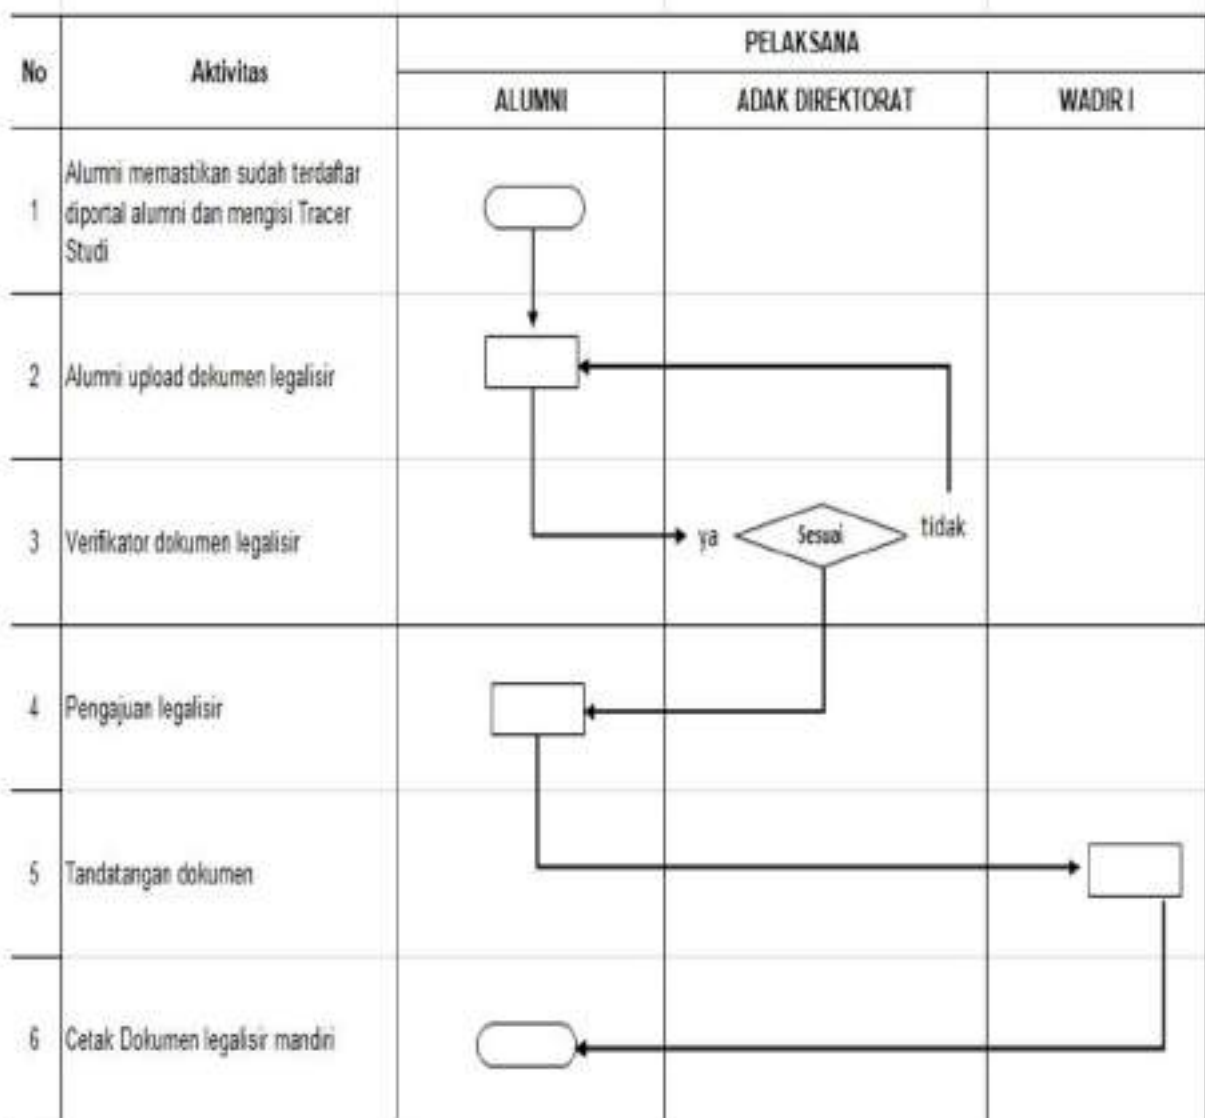 No
Aktivitas
PELAKSANA
ALUMNI
ADAK DIREKTORAT
WADIR I
1
Alumni memastikan sudah terdaftar
diportal alumni dan mengisi Tracer
Studi
2
Alumni upload dokumen legalisir
3
Verifikator dokumen legalisir
ya
Sesuai
tidak
4
Pengajuan legalisir
5
Tandatangan dokumen
6
Cetak Dokumen legalisir mandiri